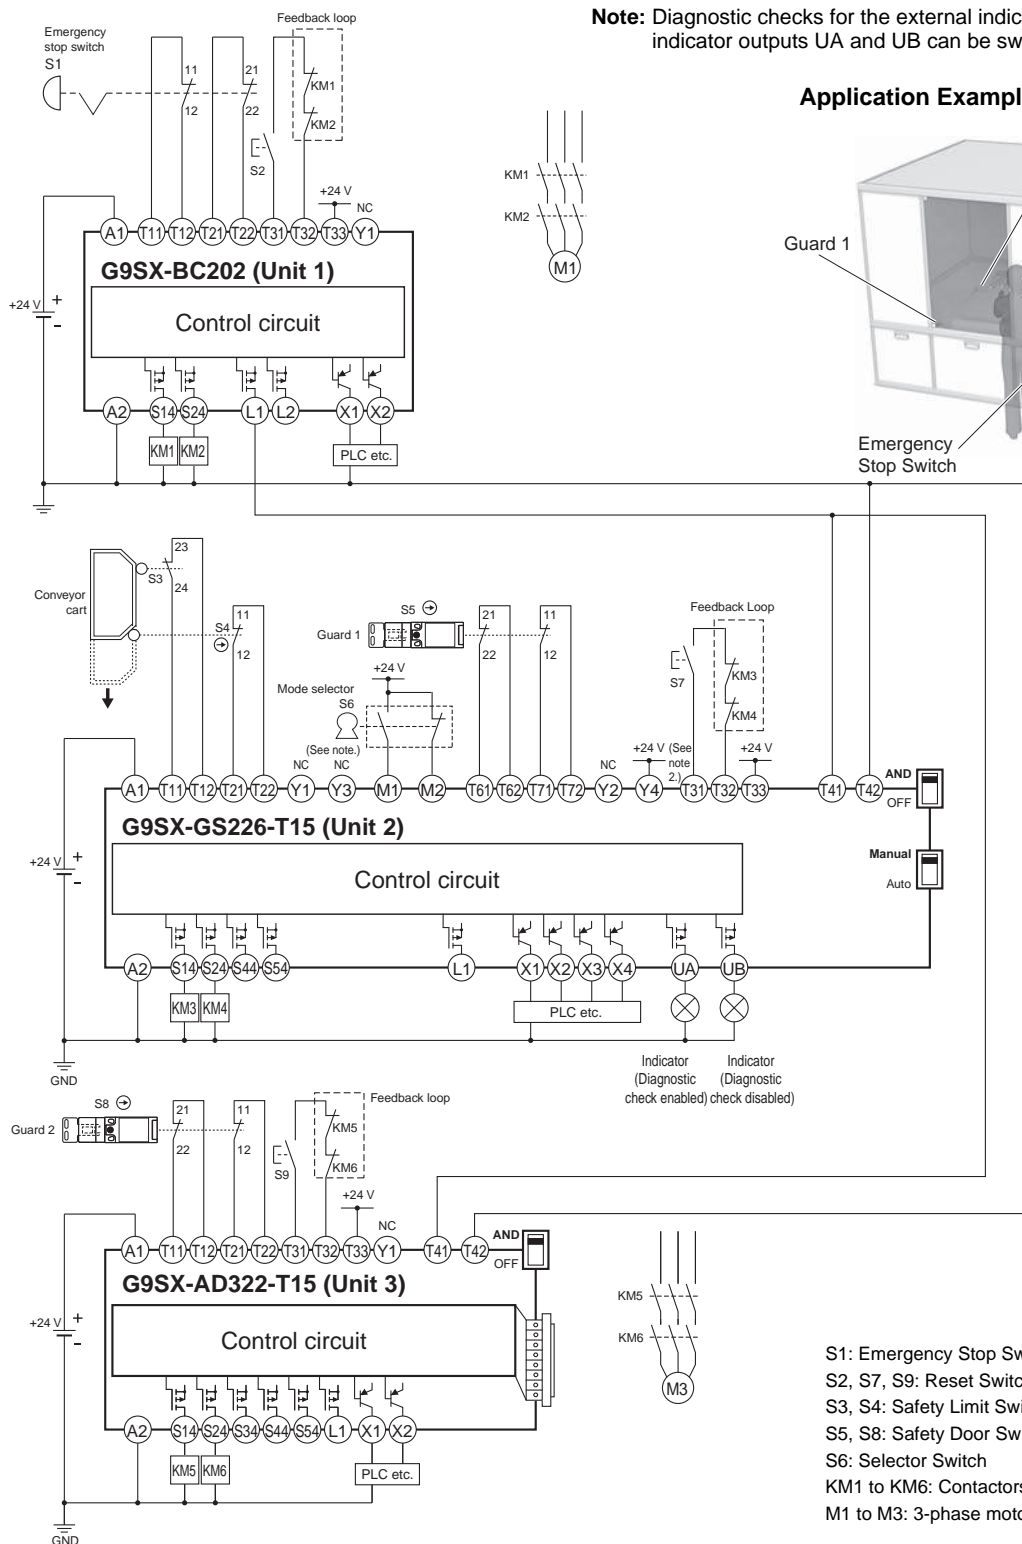 Note: Diagnostic checks for the external indic
indicator outputs UA and UB can be sw
Application Exampl
Guard 1
Emergency
Stop Switch
Emergency
stop switch
S1
Feedback loop
11
21
KM1
12
22
KM2
S2
+24 V
NC
A1 T11 T12 T21 T22 T31 T32 T33 Y1
G9SX-BC202 (Unit 1)
+24 V
+
-
Control circuit
A2 S14 S24 L1 L2 X1 X2
KM1 KM2
PLC etc.
KM1
KM2
M1
Conveyor
cart
S3
23
24
S4
11
12
S5
Guard 1
21
22
11
12
Mode selector
S6
(See note.)
+24 V
Feedback Loop
S7
KM3
KM4
NC
NC
NC
+24 V
(See
note
2.)
+24 V
A1 T11 T12 T21 T22 Y1 Y3 M1 M2 T61 T62 T71 T72 Y2 Y4 T31 T32 T33 T41 T42
AND
OFF
G9SX-GS226-T15 (Unit 2)
Manual
Auto
+24 V
+
-
Control circuit
A2 S14 S24 S44 S54 L1 X1 X2 X3 X4 UA UB
KM3 KM4
PLC etc.
GND
Indicator
(Diagnostic
check enabled)
Indicator
(Diagnostic
check disabled)
S8
Guard 2
21
22
11
12
Feedback loop
S9
KM5
KM6
+24 V
NC
A1 T11 T12 T21 T22 T31 T32 T33 Y1 T41 T42
AND
OFF
G9SX-AD322-T15 (Unit 3)
+24 V
+
-
Control circuit
A2 S14 S24 S34 S44 S54 L1 X1 X2
KM5 KM6
PLC etc.
GND
KM5
KM6
M3
S1: Emergency Stop Sw
S2, S7, S9: Reset Switc
S3, S4: Safety Limit Swi
S5, S8: Safety Door Sw
S6: Selector Switch
KM1 to KM6: Contactors
M1 to M3: 3-phase moto